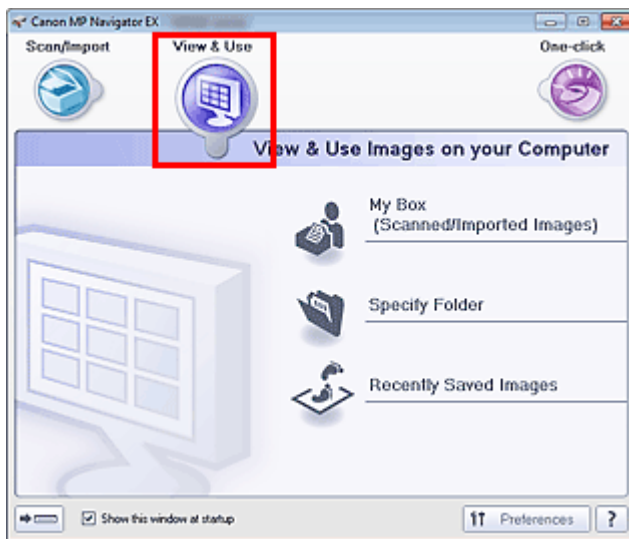 Canon MP Navigator EX
Scan/Import
View & Use
One-click
View & Use Images on your Computer
My Box
(Scanned/Imported Images)
Specify Folder
Recently Saved Images
Show this window at startup
Preferences
?